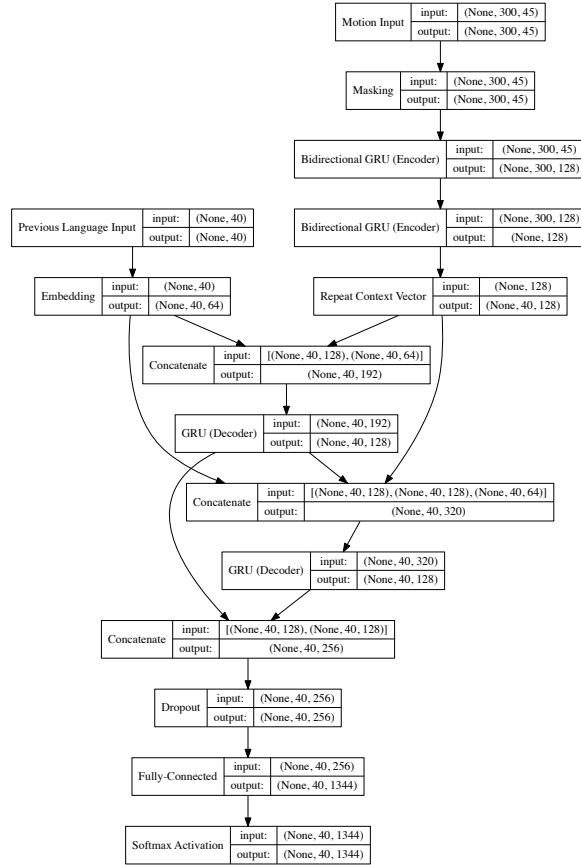 Motion Input input: (None, 300, 45)
output: (None, 300, 45)
Masking input: (None, 300, 45)
output: (None, 300, 45)
Bidirectional GRU (Encoder) input: (None, 300, 45)
output: (None, 300, 128)
Previous Language Input input: (None, 40)
output: (None, 40)
Bidirectional GRU (Encoder) input: (None, 300, 128)
output: (None, 128)
Embedding input: (None, 40)
output: (None, 40, 64)
Repeat Context Vector input: (None, 128)
output: (None, 40, 128)
Concatenate input: [(None, 40, 128), (None, 40, 64)]
output: (None, 40, 192)
GRU (Decoder) input: (None, 40, 192)
output: (None, 40, 128)
Concatenate input: [(None, 40, 128), (None, 40, 128), (None, 40, 64)]
output: (None, 40, 320)
GRU (Decoder) input: (None, 40, 320)
output: (None, 40, 128)
Concatenate input: [(None, 40, 128), (None, 40, 128)]
output: (None, 40, 256)
Dropout input: (None, 40, 256)
output: (None, 40, 256)
Fully-Connected input: (None, 40, 256)
output: (None, 40, 1344)
Softmax Activation input: (None, 40, 1344)
output: (None, 40, 1344)